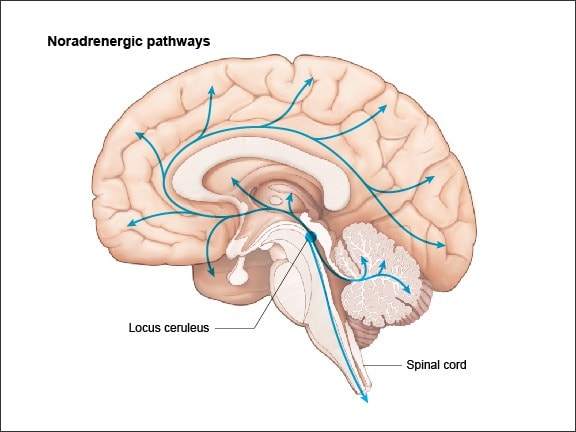 Noradrenergic pathways
Locus ceruleus
Spinal cord